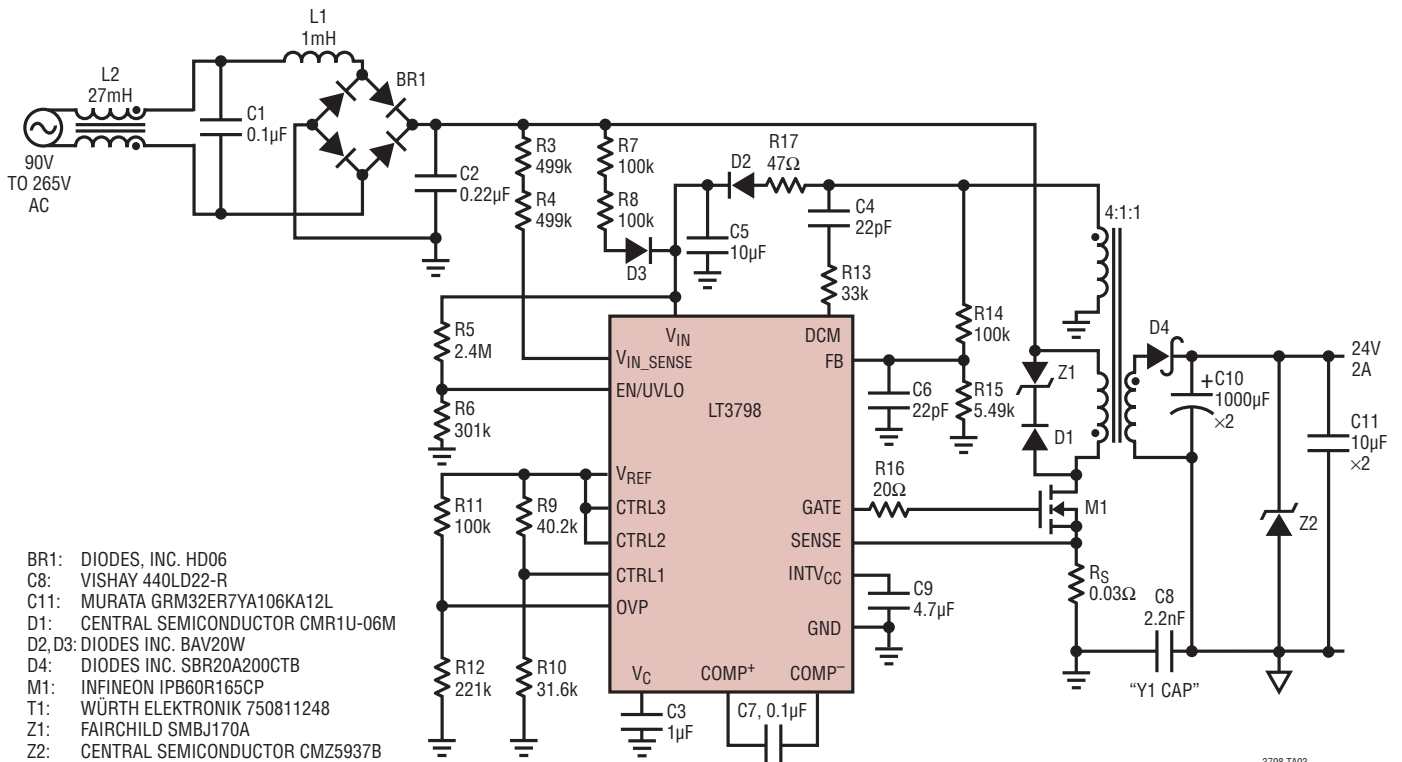 L1
1mH
L2
27mH
BR1
C1
0.1µF
90V
TO 265V
AC
C2
0.22µF
R3
499k
R4
499k
R7
100k
R8
100k
D3
D2
R17
47Ω
C5
10µF
C4
22pF
R13
33k
R14
100k
R15
5.49k
C6
22pF
4:1:1
D4
Z1
D1
24V
2A
+
C10
1000µF
×2
C11
10µF
×2
Z2
R5
2.4M
R6
301k
VIN
VIN_SENSE
EN/UVLO
DCM
FB
LT3798
VREF
CTRL3
CTRL2
CTRL1
OVP
GATE
SENSE
INTVCC
GND
VC
COMP+
COMP–
R16
20Ω
M1
RS
0.03Ω
C8
2.2nF
"Y1 CAP"
C9
4.7µF
R11
100k
R9
40.2k
R12
221k
R10
31.6k
C3
1µF
C7, 0.1µF
BR1: DIODES, INC. HD06
C8: VISHAY 440LD22-R
C11: MURATA GRM32ER7YA106KA12L
D1: CENTRAL SEMICONDUCTOR CMR1U-06M
D2,D3: DIODES INC. BAV20W
D4: DIODES INC. SBR20A200CTB
M1: INFINEON IPB60R165CP
T1: WÜRTH ELEKTRONIK 750811248
Z1: FAIRCHILD SMBJ170A
Z2: CENTRAL SEMICONDUCTOR CMZ5937B